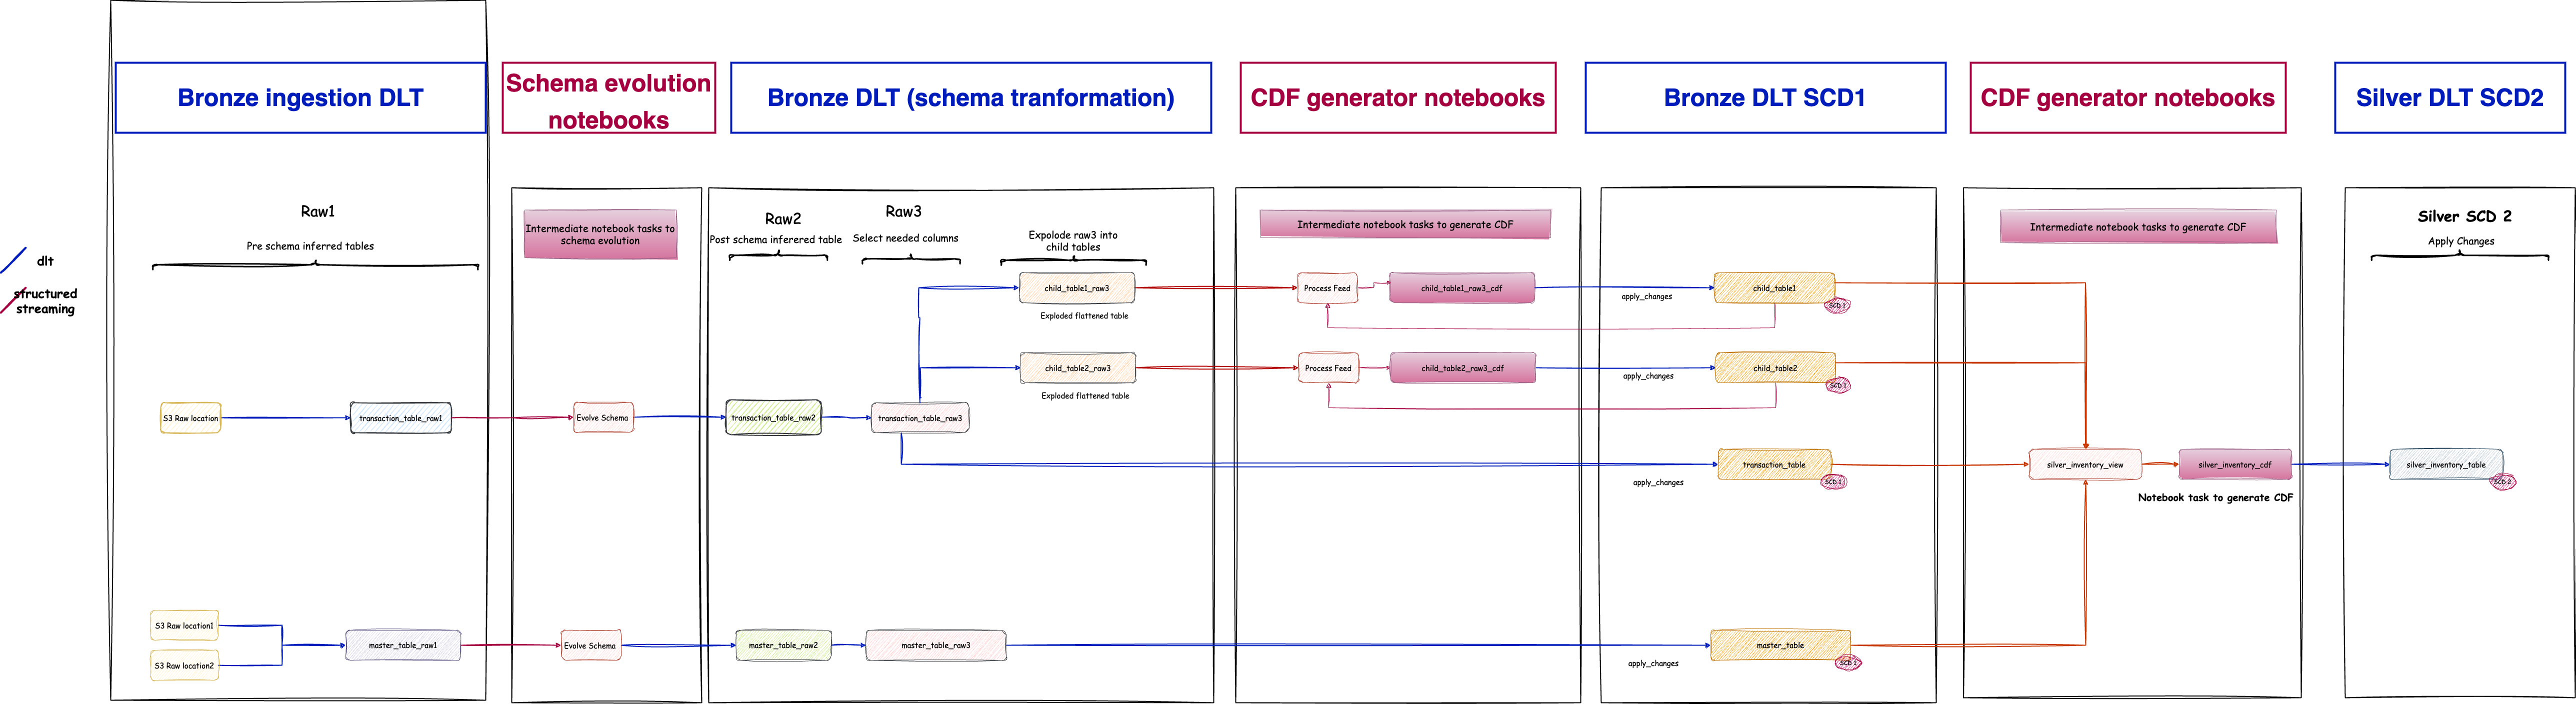 Bronze ingestion DLT
Schema evolution
notebooks
Bronze DLT (schema tranformation)
CDF generator notebooks
Bronze DLT SCD1
CDF generator notebooks
Silver DLT SCD2
dlt
structured
streaming
Raw1
Pre schema inferred tables
S3 Raw location
transaction_table_raw1
S3 Raw location1
S3 Raw location2
master_table_raw1
Intermediate notebook tasks to
schema evolution
Evolve Schema
Evolve Schema
Raw2
Post schema inferered table
Raw3
Select needed columns
Expolode raw3 into
child tables
child_table1_raw3
Exploded flattened table
child_table2_raw3
Exploded flattened table
transaction_table_raw2
transaction_table_raw3
master_table_raw2
master_table_raw3
Intermediate notebook tasks to generate CDF
Process Feed
child_table1_raw3_cdf
Process Feed
child_table2_raw3_cdf
apply_changes
child_table1
SCD 1
apply_changes
child_table2
SCD 1
transaction_table
apply_changes
SCD 1
master_table
apply_changes
SCD 1
Intermediate notebook tasks to generate CDF
silver_inventory_view
silver_inventory_cdf
Notebook task to generate CDF
Silver SCD 2
Apply Changes
silver_inventory_table
SCD 2